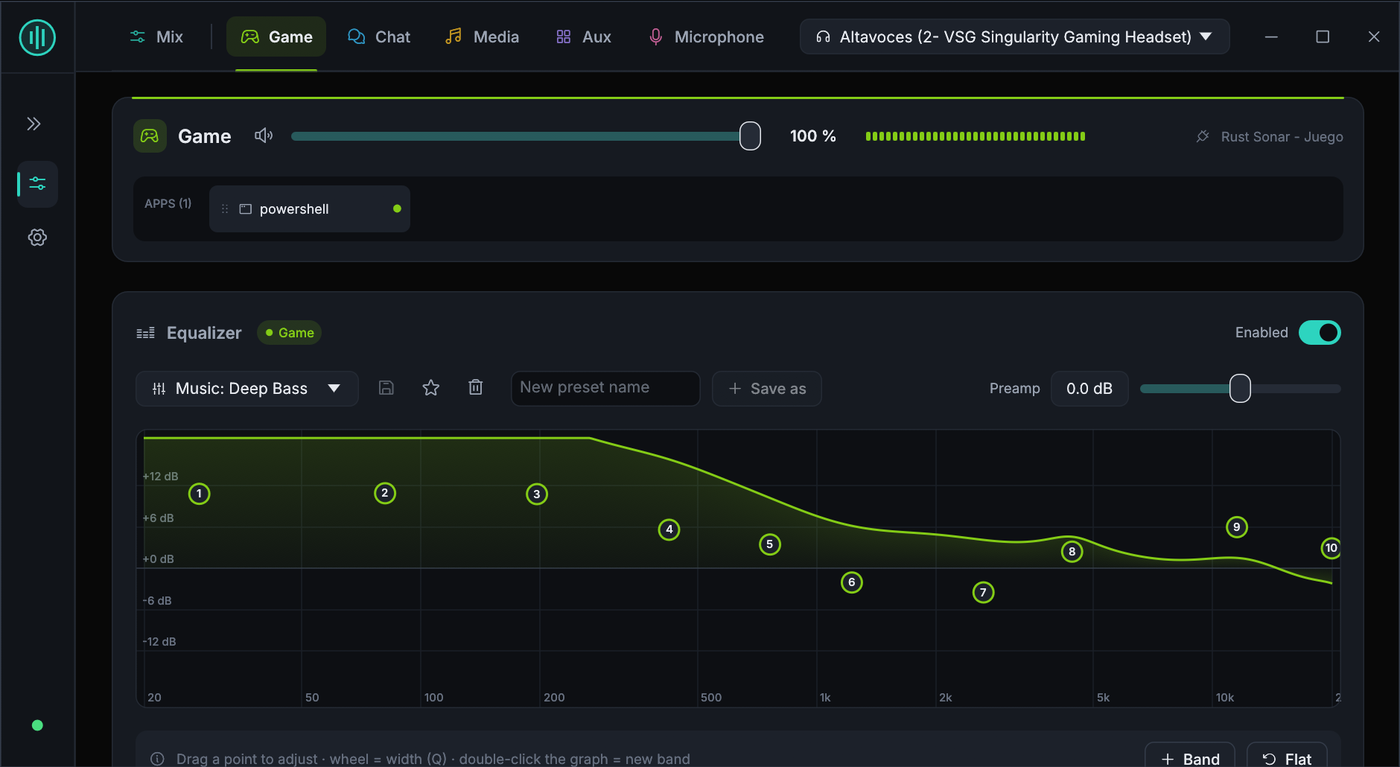 Mix
Game
Chat
Media
Aux
Microphone
Altavoces (2- VSG Singularity Gaming Headset)
Game
100 %
Rust Sonar - Juego
APPS (1)
powershell
Equalizer
Game
Enabled
Music: Deep Bass
New preset name
Save as
Preamp
0.0 dB
+12 dB
+6 dB
+0 dB
-6 dB
-12 dB
1
2
3
4
5
6
7
8
9
10
20
50
100
200
500
1k
2k
5k
10k
Drag a point to adjust · wheel = width (Q) · double-click the graph = new band
Band
Flat